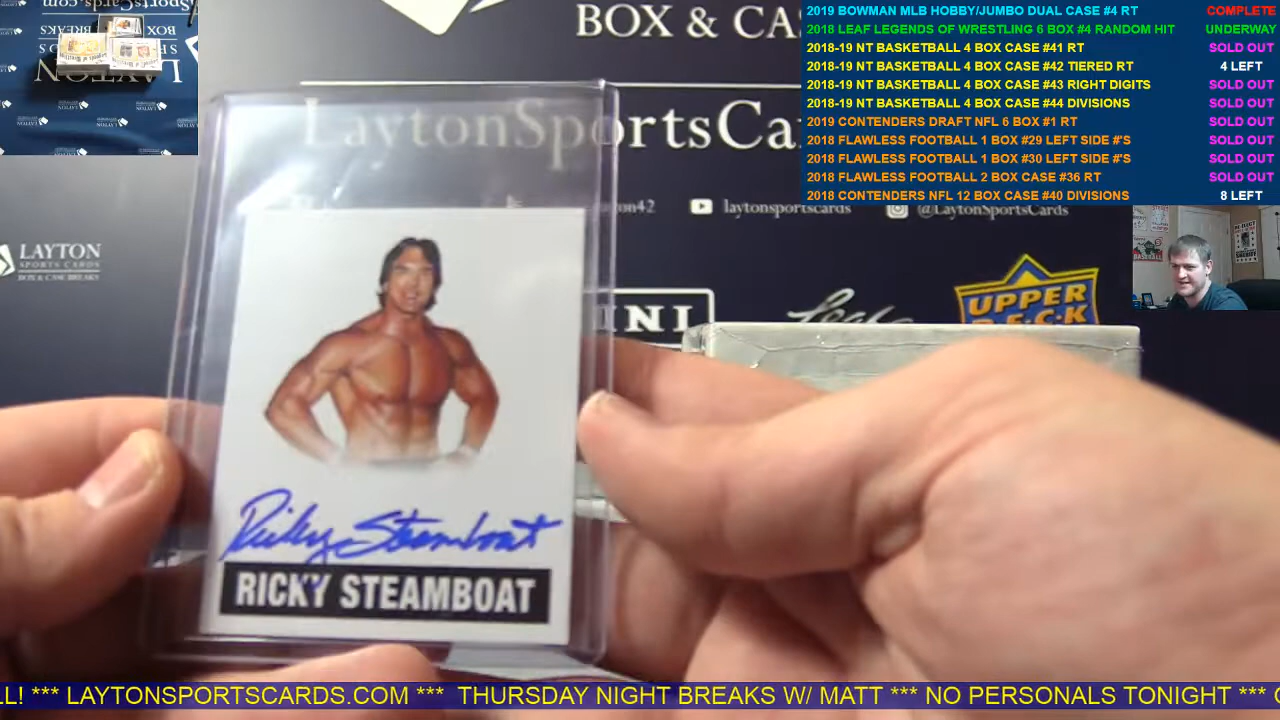 BOX & CA
2019 BOWMAN MLB HOBBY/JUMBO DUAL CASE #4 RT COMPLETE
2018 LEAF LEGENDS OF WRESTLING 6 BOX #4 RANDOM HIT UNDERWAY
2018-19 NT BASKETBALL 4 BOX CASE #41 RT SOLD OUT
2018-19 NT BASKETBALL 4 BOX CASE #42 TIERED RT 4 LEFT
2018-19 NT BASKETBALL 4 BOX CASE #43 RIGHT DIGITS SOLD OUT
2018-19 NT BASKETBALL 4 BOX CASE #44 DIVISIONS SOLD OUT
2019 CONTENDERS DRAFT NFL 6 BOX #1 RT SOLD OUT
2018 FLAWLESS FOOTBALL 1 BOX #29 LEFT SIDE #'S SOLD OUT
2018 FLAWLESS FOOTBALL 1 BOX #30 LEFT SIDE #'S SOLD OUT
2018 FLAWLESS FOOTBALL 2 BOX CASE #36 RT SOLD OUT
2018 CONTENDERS NFL 12 BOX CASE #40 DIVISIONS 8 LEFT
LaytonSportsCa
laytonsportscards @LaytonSportsCards
LAYTON
SPORTS CARDS
BOX & CASE BREAKS
INI Leaf UPPER
DECK
Ricky Steamboat
RICKY STEAMBOAT
LL! *** LAYTONSPORTSCARDS.COM *** THURSDAY NIGHT BREAKS W/ MATT *** NO PERSONALS TONIGHT ***